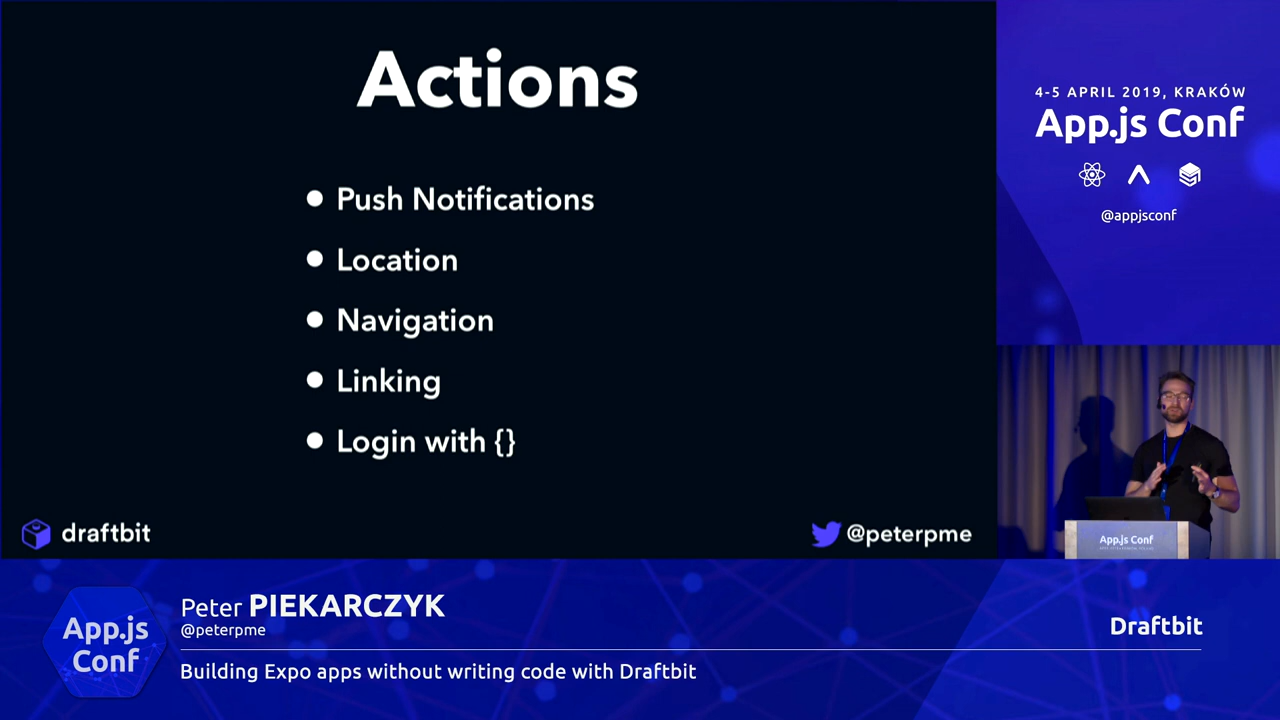 Actions
Push Notifications
Location
Navigation
Linking
Login with {}
draftbit
@peterpme
4-5 APRIL 2019, KRAKÓW
App.js Conf
@appjsconf
App.js Conf
App.js
Conf
Peter PIEKARCZYK
@peterpme
Building Expo apps without writing code with Draftbit
Draftbit